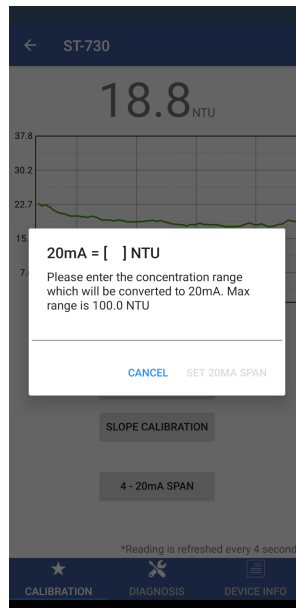 ST-730
18.8 NTU
37.8
30.2
22.7
15.
7.
20mA = [ ] NTU
Please enter the concentration range
which will be converted to 20mA. Max
range is 100.0 NTU
CANCEL SET 20MA SPAN
SLOPE CALIBRATION
4 - 20mA SPAN
*Reading is refreshed every 4 second
CALIBRATION DIAGNOSIS DEVICE INFO